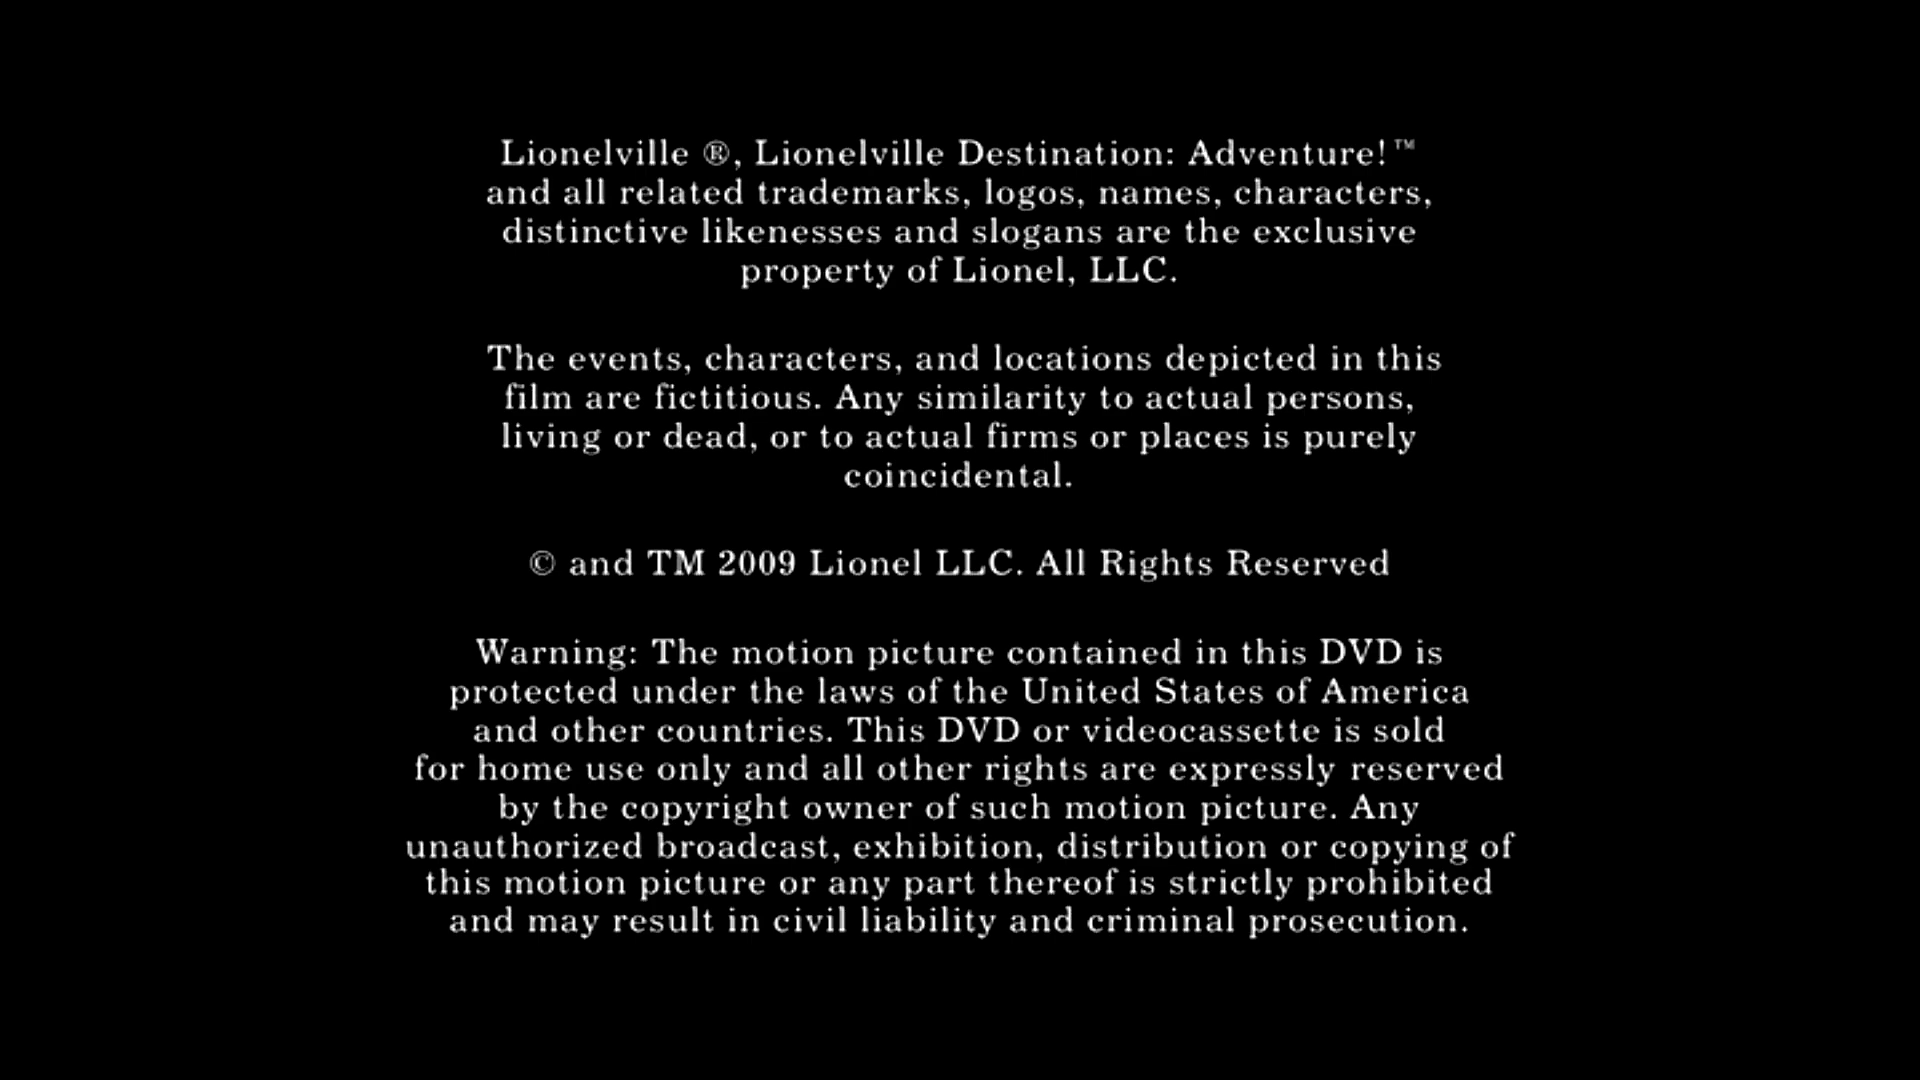 Lionelville ®, Lionelville Destination: Adventure!™
and all related trademarks, logos, names, characters,
distinctive likenesses and slogans are the exclusive
property of Lionel, LLC.
The events, characters, and locations depicted in this
film are fictitious. Any similarity to actual persons,
living or dead, or to actual firms or places is purely
coincidental.
© and TM 2009 Lionel LLC. All Rights Reserved
Warning: The motion picture contained in this DVD is
protected under the laws of the United States of America
and other countries. This DVD or videocassette is sold
for home use only and all other rights are expressly reserved
by the copyright owner of such motion picture. Any
unauthorized broadcast, exhibition, distribution or copying of
this motion picture or any part thereof is strictly prohibited
and may result in civil liability and criminal prosecution.